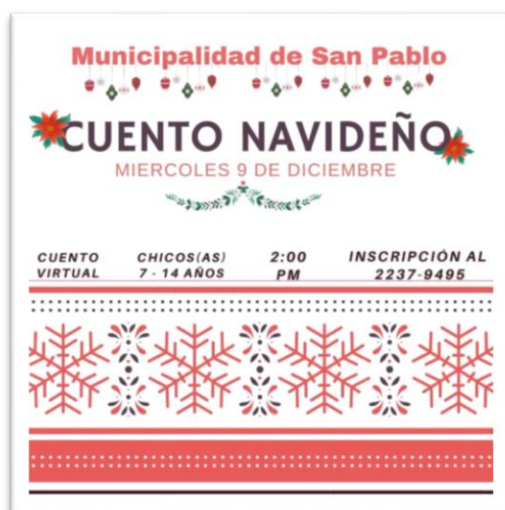 Municipalidad de San Pablo
CUENTO NAVIDEÑO
MIERCOLES 9 DE DICIEMBRE
CUENTO VIRTUAL
CHICOS(AS) 7 - 14 AÑOS
2:00 PM
INSCRIPCIÓN AL 2237-9495